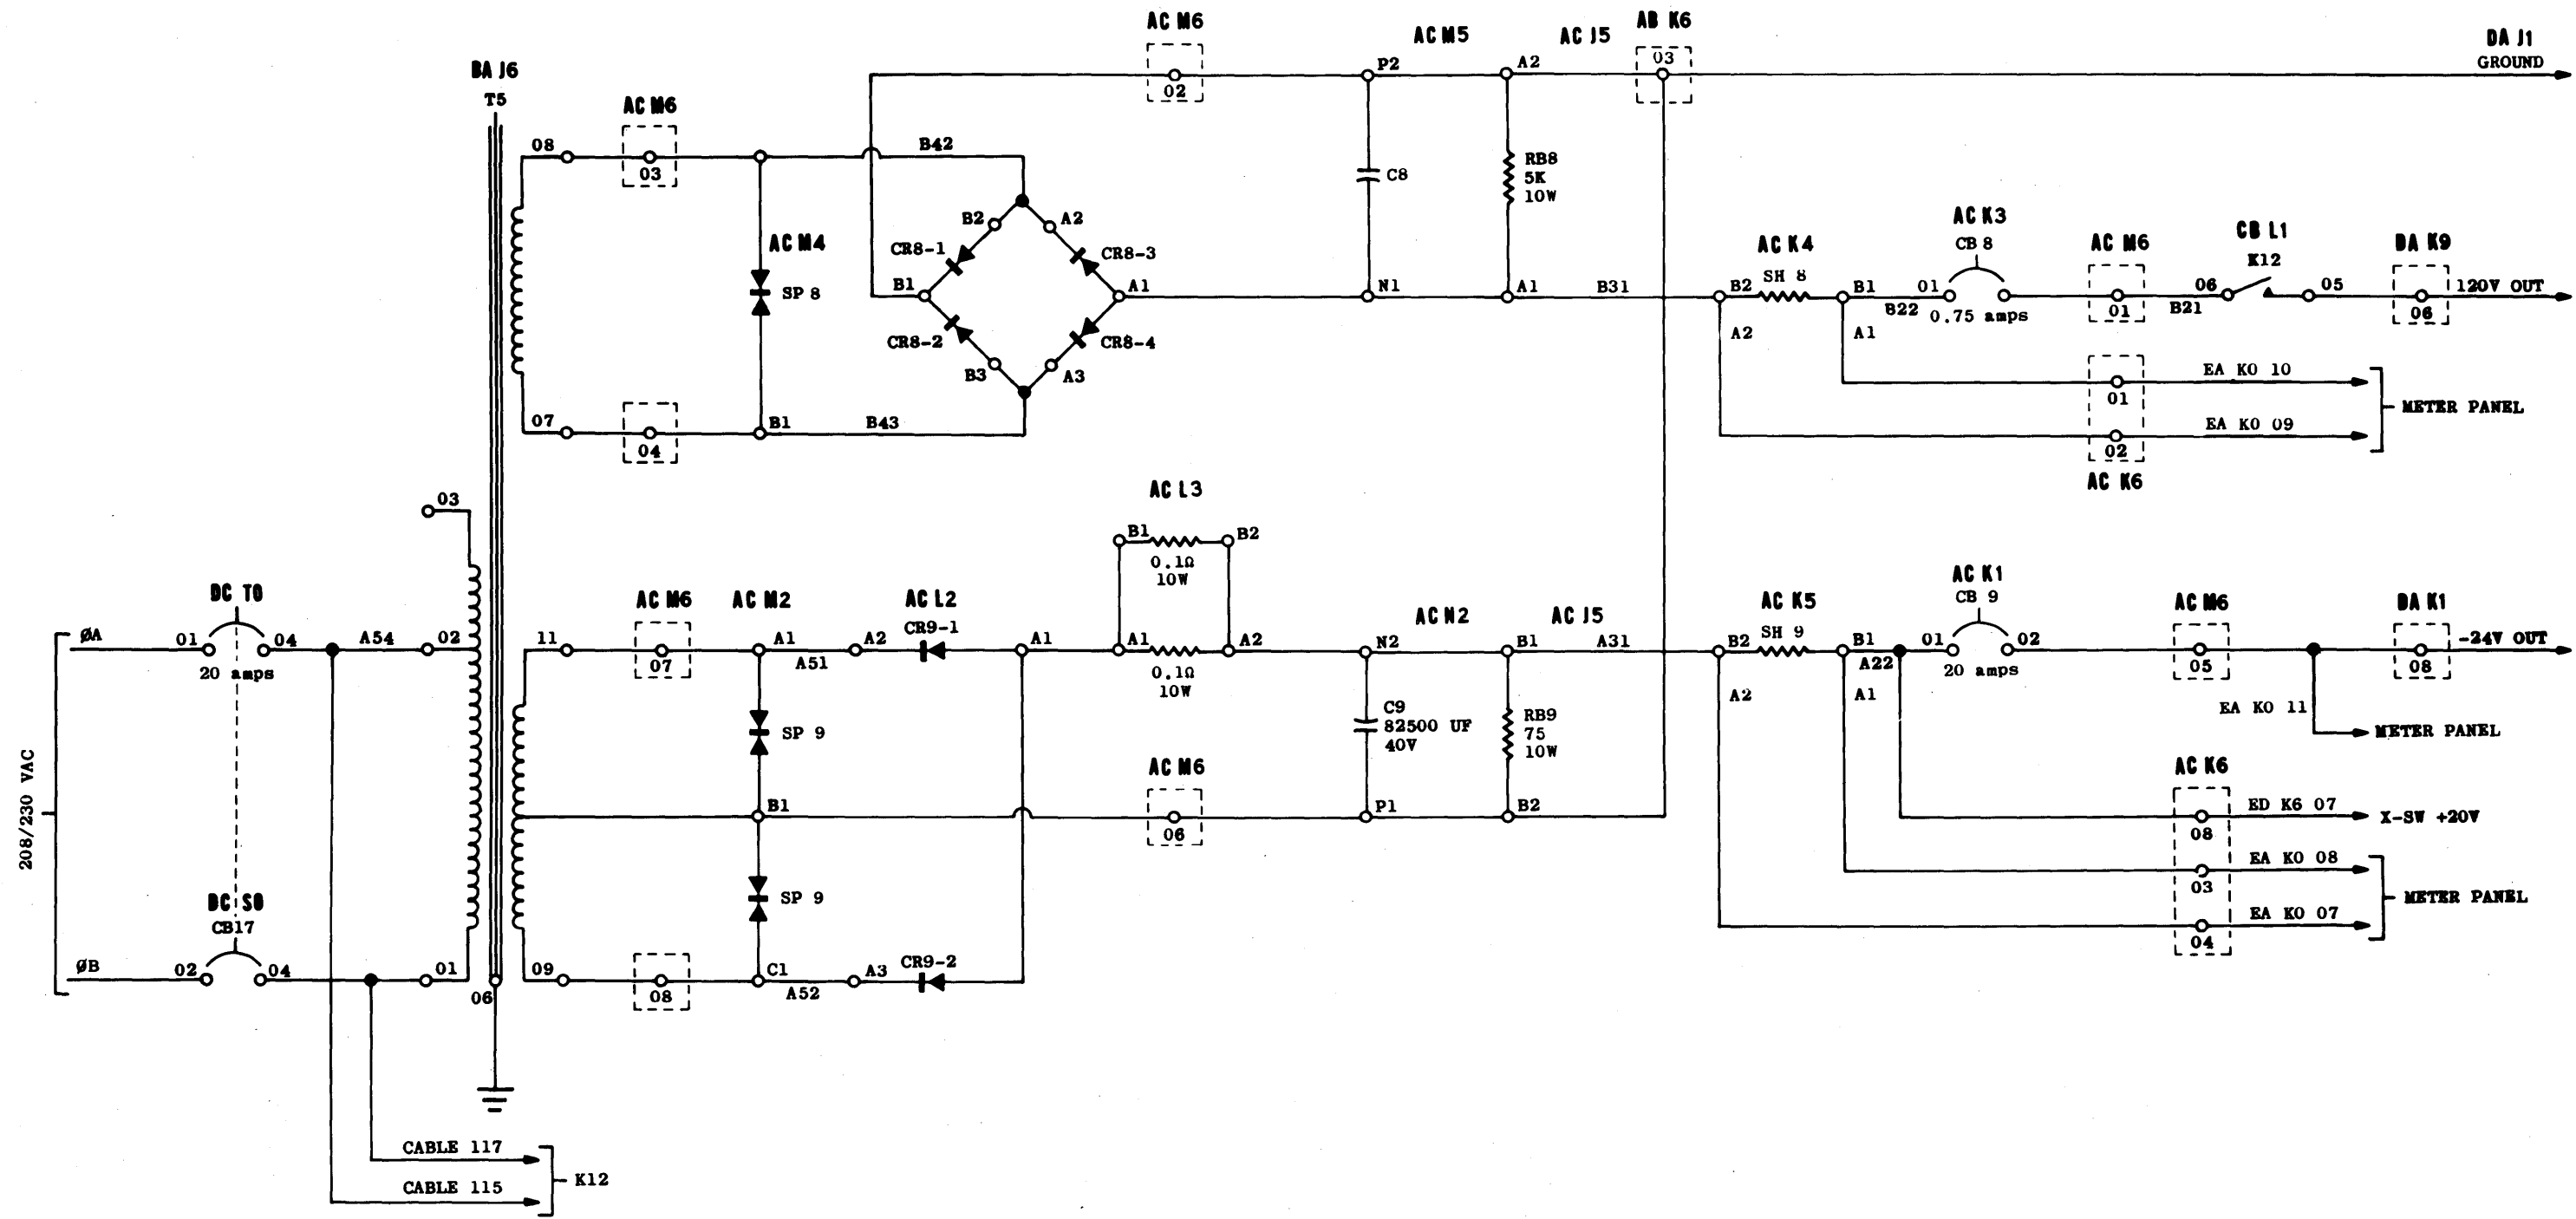 AC M6
02
AC M5
AC J5
AB K6
03
DA J1
GROUND
P2
A2
BA J6
T5
AC M6
03
08
B42
C8
RB8
5K
10W
B2
A2
CR8-1
CR8-3
AC M4
SP 8
B1
A1
N1
A1
B31
CR8-2
CR8-4
B3
A3
07
04
B1
B43
AC K4
SH 8
B2
B1
A2
A1
AC K3
CB 8
01
B22
0.75 amps
AC M6
01
B21
CB L1
K12
06
05
DA K9
06
120V OUT
01
EA K0 10
02
EA K0 09
METER PANEL
AC K6
03
AC L3
B1
B2
0.1Ω
10W
DC T0
ØA
01
04
20 amps
A54
02
11
AC M6
07
AC M2
A1
A51
A2
AC L2
CR9-1
A1
A1
A2
0.1Ω
10W
AC N2
N2
AC J5
B1
A31
SP 9
C9
82500 UF
40V
RB9
75
10W
AC K5
SH 9
B2
B1
A2
A1
A22
AC K1
CB 9
01
02
20 amps
AC M6
05
DA K1
08
-24V OUT
EA K0 11
METER PANEL
208/230 VAC
B1
AC M6
06
P1
B2
AC K6
08
ED K6 07
X-SW +20V
03
EA K0 08
04
EA K0 07
METER PANEL
SP 9
DC S0
CB17
ØB
02
04
01
06
09
08
C1
A52
A3
CR9-2
CABLE 117
CABLE 115
K12